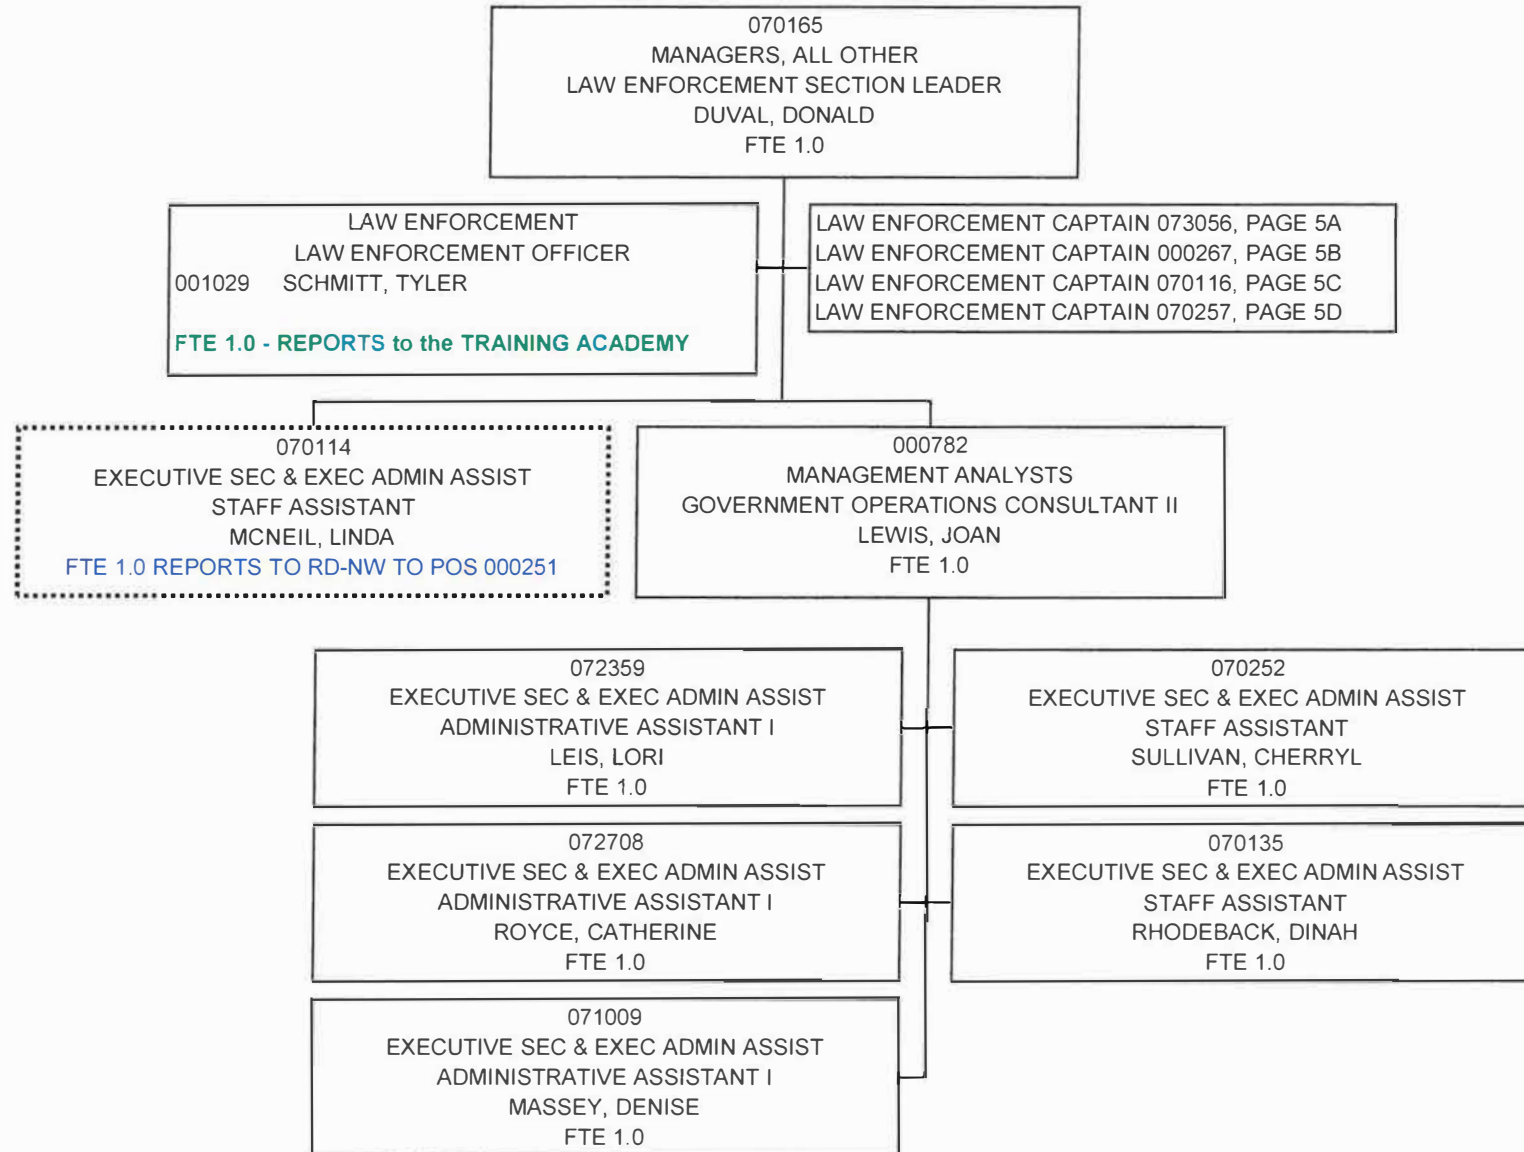 070165
MANAGERS, ALL OTHER
LAW ENFORCEMENT SECTION LEADER
DUVAL, DONALD
FTE 1.0
LAW ENFORCEMENT
LAW ENFORCEMENT OFFICER
001029 SCHMITT, TYLER
FTE 1.0 - REPORTS to the TRAINING ACADEMY
LAW ENFORCEMENT CAPTAIN 073056, PAGE 5A
LAW ENFORCEMENT CAPTAIN 000267, PAGE 5B
LAW ENFORCEMENT CAPTAIN 070116, PAGE 5C
LAW ENFORCEMENT CAPTAIN 070257, PAGE 5D
070114
EXECUTIVE SEC & EXEC ADMIN ASSIST
STAFF ASSISTANT
MCNEIL, LINDA
FTE 1.0 REPORTS TO RD-NW TO POS 000251
000782
MANAGEMENT ANALYSTS
GOVERNMENT OPERATIONS CONSULTANT II
LEWIS, JOAN
FTE 1.0
072359
EXECUTIVE SEC & EXEC ADMIN ASSIST
ADMINISTRATIVE ASSISTANT I
LEIS, LORI
FTE 1.0
070252
EXECUTIVE SEC & EXEC ADMIN ASSIST
STAFF ASSISTANT
SULLIVAN, CHERRYL
FTE 1.0
072708
EXECUTIVE SEC & EXEC ADMIN ASSIST
ADMINISTRATIVE ASSISTANT I
ROYCE, CATHERINE
FTE 1.0
070135
EXECUTIVE SEC & EXEC ADMIN ASSIST
STAFF ASSISTANT
RHODEBACK, DINAH
FTE 1.0
071009
EXECUTIVE SEC & EXEC ADMIN ASSIST
ADMINISTRATIVE ASSISTANT I
MASSEY, DENISE
FTE 1.0